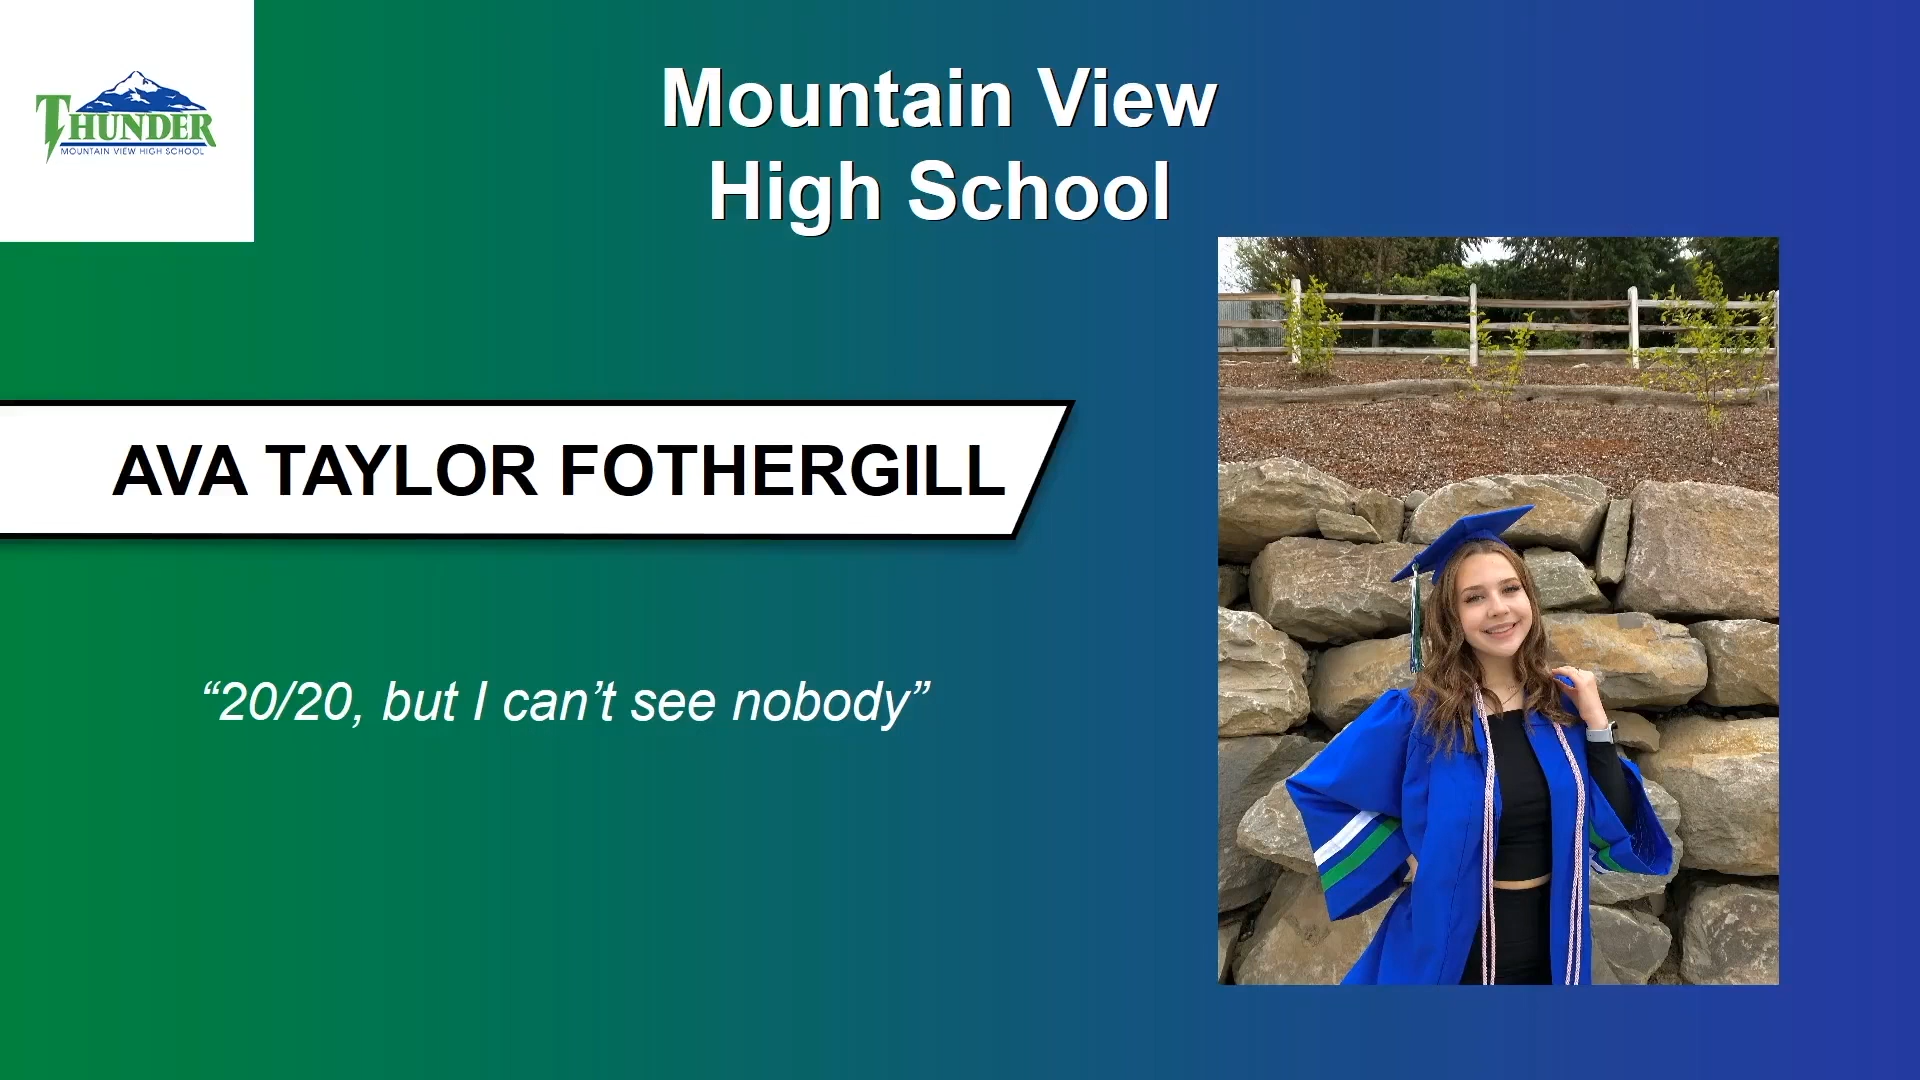 THUNDER
MOUNTAIN VIEW HIGH SCHOOL
Mountain View
High School
AVA TAYLOR FOTHERGILL
“20/20, but I can’t see nobody”